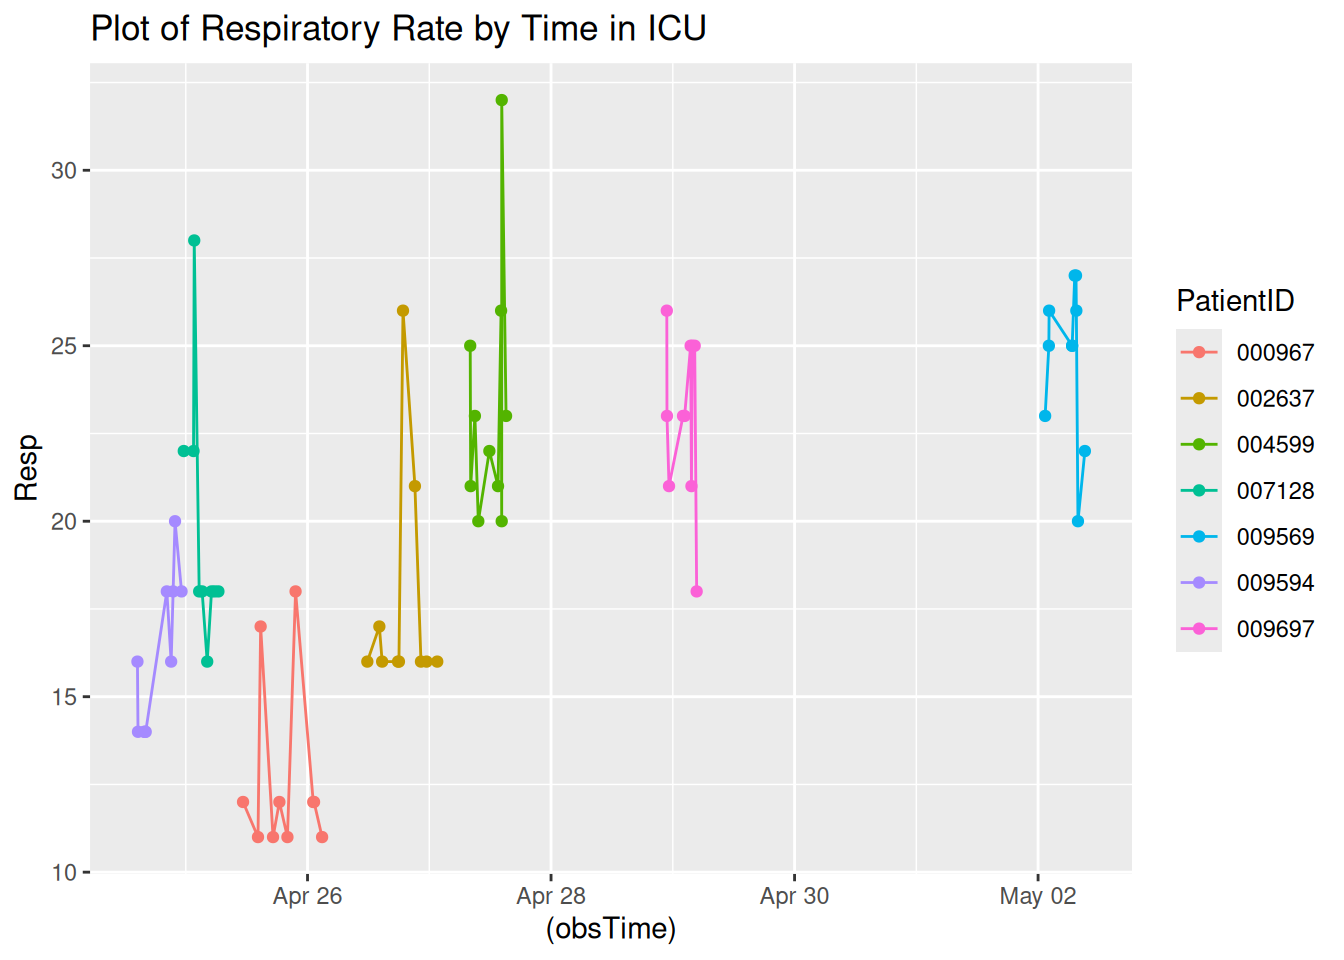 Plot of Respiratory Rate by Time in ICU
Resp
30
25
20
15
10
Apr 26
Apr 28
Apr 30
May 02
(obsTime)
PatientID
000967
002637
004599
007128
009569
009594
009697